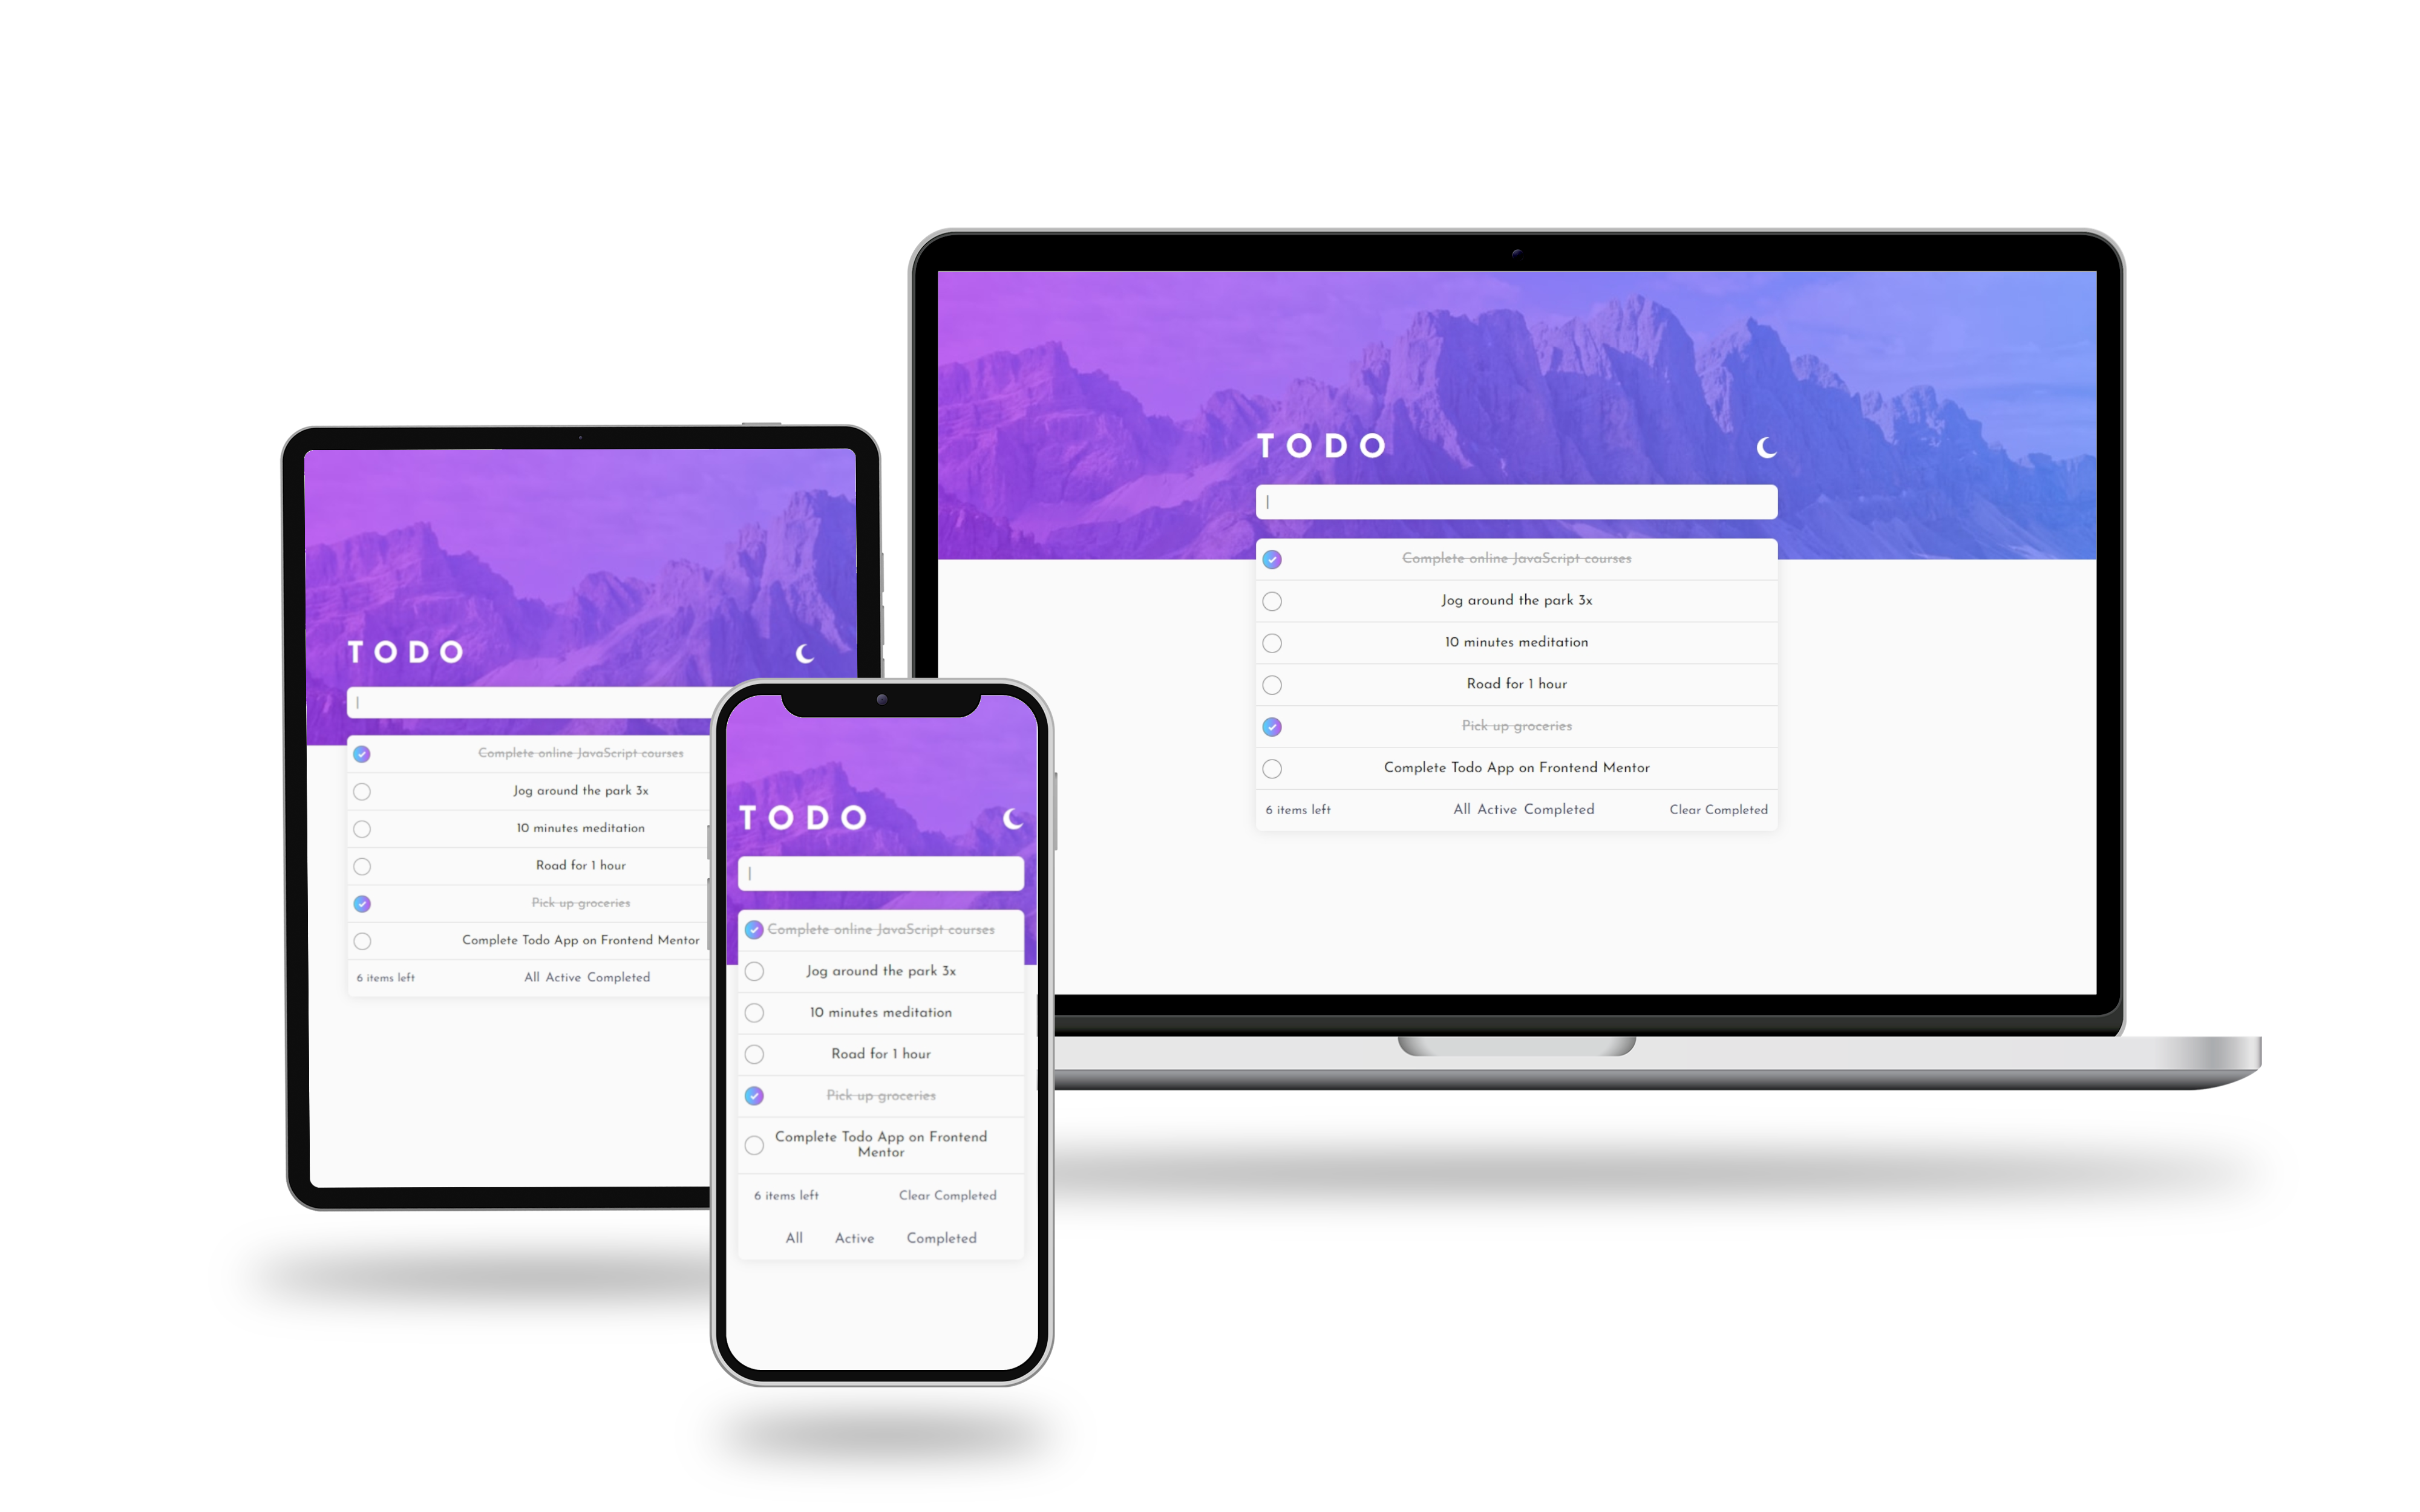 TODO
Complete online JavaScript courses
Jog around the park 3x
10 minutes meditation
Road for 1 hour
Pick up groceries
Complete Todo App on Frontend Mentor
6 items left
All Active Completed
TODO
Complete online JavaScript courses
Jog around the park 3x
10 minutes meditation
Road for 1 hour
Pick up groceries
Complete Todo App on Frontend
Mentor
6 items left Clear Completed
All Active Completed
TODO
Complete online JavaScript courses
Jog around the park 3x
10 minutes meditation
Road for 1 hour
Pick up groceries
Complete Todo App on Frontend Mentor
6 items left All Active Completed Clear Completed